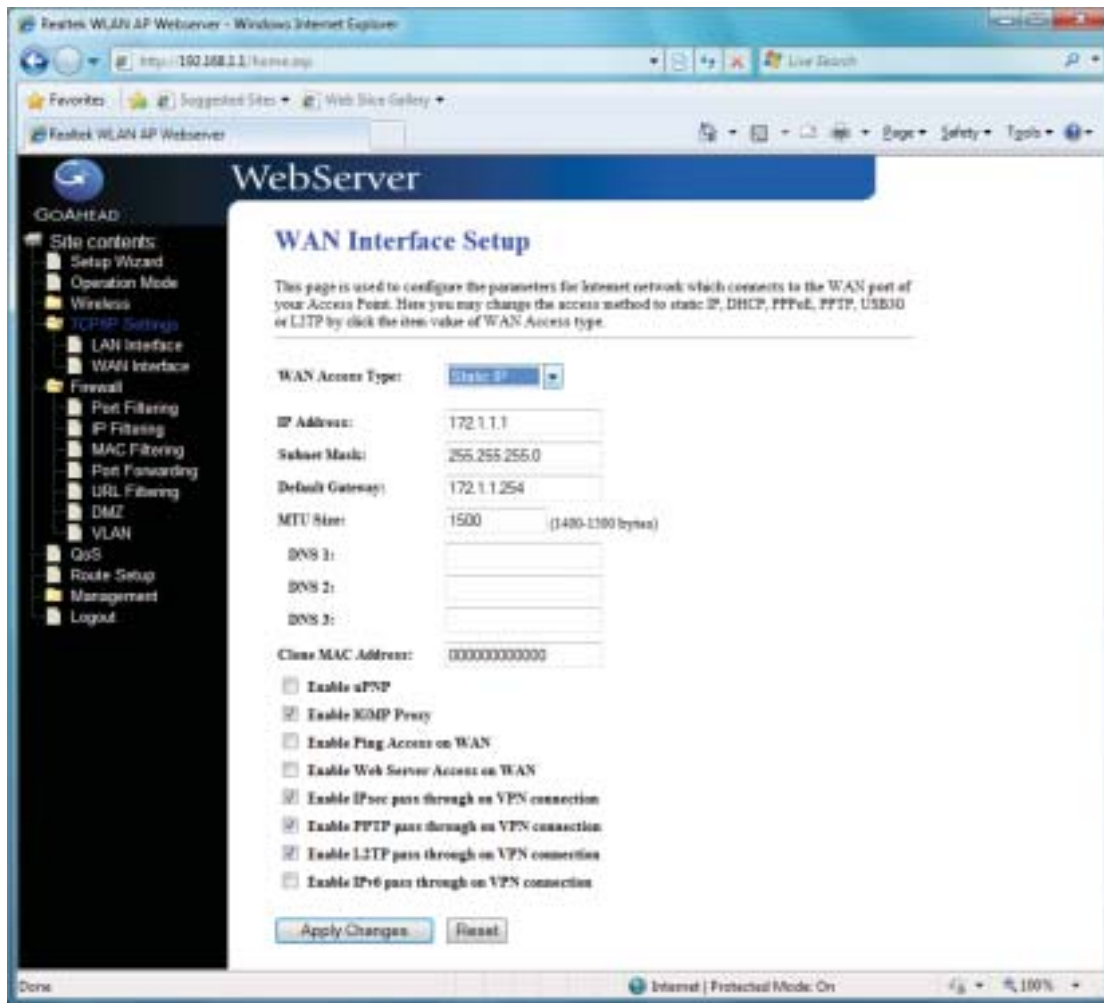 Realtek WLAN AP Webserver - Windows Internet Explorer
http://192.168.1.1/home.asp
Live Search
Favorites
Suggested Sites
Web Slice Gallery
Realtek WLAN AP Webserver
Page
Safety
Tools
GOAHEAD
WebServer
Site contents:
Setup Wizard
Operation Mode
Wireless
TCP/IP Settings
LAN Interface
WAN Interface
Firewall
Port Filtering
IP Filtering
MAC Filtering
Port Forwarding
URL Filtering
DMZ
VLAN
QoS
Route Setup
Management
Logout
WAN Interface Setup
This page is used to configure the parameters for Internet network which connects to the WAN port of
your Access Point. Here you may change the access method to static IP, DHCP, PPPoE, PPTP, USB3G
or L2TP by click the item value of WAN Access type.
WAN Access Type: Static IP
IP Address: 172.1.1.1
Subnet Mask: 255.255.255.0
Default Gateway: 172.1.1.254
MTU Size: 1500 (1400-1500 bytes)
DNS 1:
DNS 2:
DNS 3:
Clone MAC Address: 000000000000
Enable uPNP
Enable IGMP Proxy
Enable Ping Access on WAN
Enable Web Server Access on WAN
Enable IPsec pass through on VPN connection
Enable PPTP pass through on VPN connection
Enable L2TP pass through on VPN connection
Enable IPv6 pass through on VPN connection
Apply Changes Reset
Done
Internet | Protected Mode: On
100%